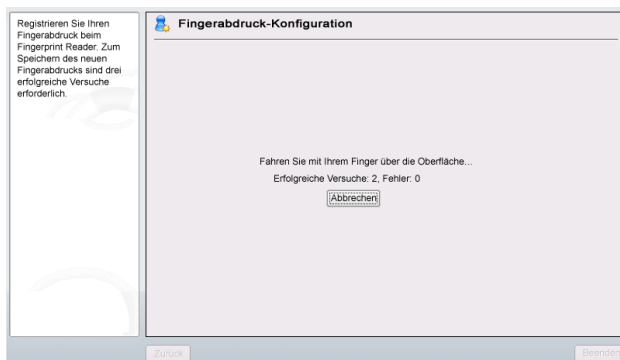 Registrieren Sie Ihren
Fingerabdruck beim
Fingerprint Reader. Zum
Speichern des neuen
Fingerabdrucks sind drei
erfolgreiche Versuche
erforderlich.
Fingerabdruck-Konfiguration
Fahren Sie mit Ihrem Finger über die Oberfläche...
Erfolgreiche Versuche: 2, Fehler: 0
Abbrechen
Zurück
Beenden